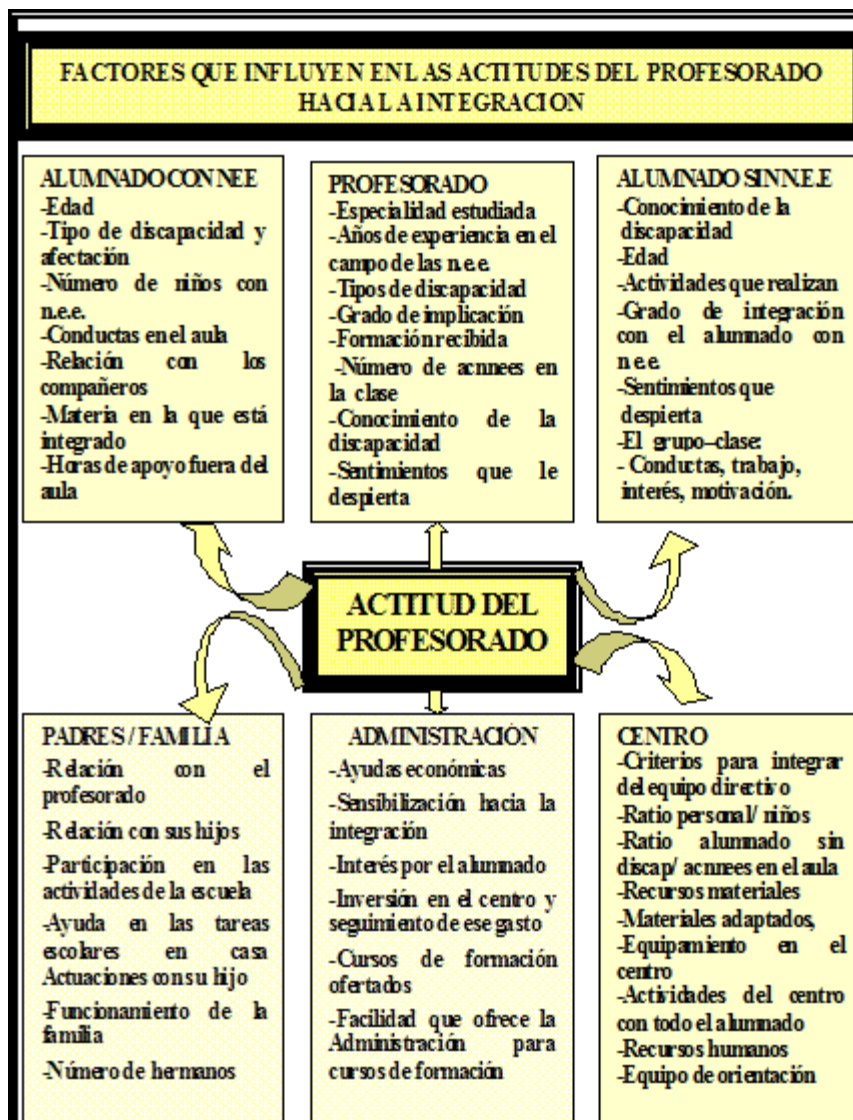 FACTORES QUE INFLUYEN EN LAS ACTITUDES DEL PROFESORADO
HACIA LA INTEGRACION
ALUMNADO CON NEE
-Edad
-Tipo de discapacidad y
afectación
-Número de niños con
n.e.e.
-Conductas en el aula
-Relación con los
compañeros
-Materia en la que está
integrado
-Horas de apoyo fuera del
aula
PROFESORADO
-Especialidad estudiada
-Años de experiencia en el
campo de las n.e.e.
-Tipos de discapacidad
-Grado de implicación
-Formación recibida
-Número de acnnees en
la clase
-Conocimiento de la
discapacidad
-Sentimientos que le
despierta
ALUMNADO SIN N.E.E
-Conocimiento de la
discapacidad
-Edad
-Actividades que realizan
-Grado de integración
con el alumnado con
n.e.e.
-Sentimientos que
despierta
-El grupo–clase:
- Conductas, trabajo,
interés, motivación.
ACTITUD DEL
PROFESORADO
PADRES / FAMILIA
-Relación con el
profesorado
-Relación con sus hijos
-Participación en las
actividades de la escuela
-Ayuda en las tareas
escolares en casa
Actuaciones con su hijo
-Funcionamiento de la
familia
-Número de hermanos
ADMINISTRACIÓN
-Ayudas económicas
-Sensibilización hacia la
integración
-Interés por el alumnado
-Inversión en el centro y
seguimiento de ese gasto
-Cursos de formación
ofertados
-Facilidad que ofrece la
Administración para
cursos de formación
CENTRO
-Criterios para integrar
del equipo directivo
-Ratio personal/ niños
-Ratio alumnado sin
discap/ acnnees en el aula
-Recursos materiales
-Materiales adaptados,
-Equipamiento en el
centro
-Actividades del centro
con todo el alumnado
-Recursos humanos
-Equipo de orientación